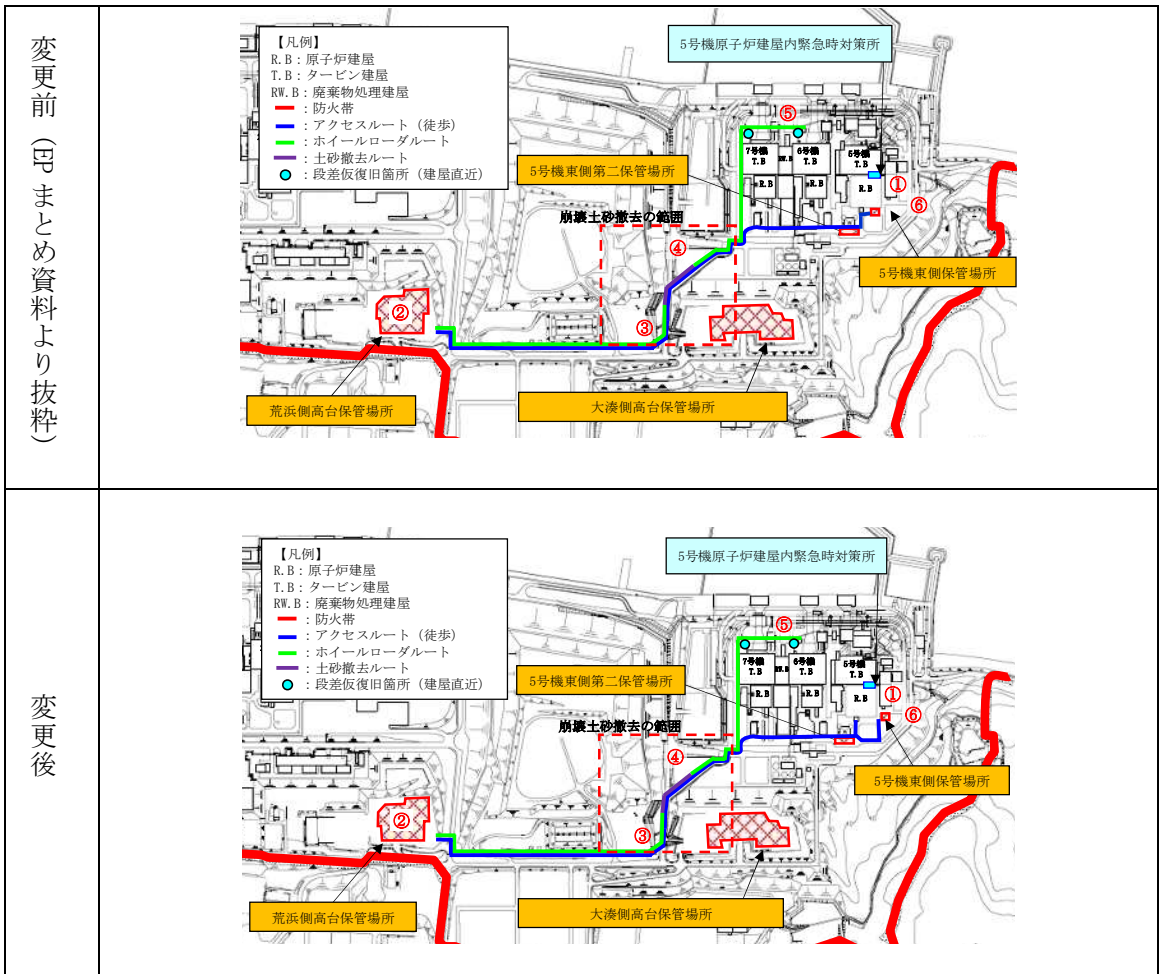 変更前（EP まとめ資料より抜粋）
【凡例】
R.B：原子炉建屋
T.B：タービン建屋
RW.B：廃棄物処理建屋
：防火帯
：アクセスルート（徒歩）
：ホイールローダルート
：土砂撤去ルート
：段差仮復旧箇所（建屋直近）
5号機原子炉建屋内緊急時対策所
⑤
7号機
T.B
6号機
T.B
5号機
T.B
R.B
R.B
R.B
①
⑥
5号機東側第二保管場所
崩壊土砂撤去の範囲
④
5号機東側保管場所
②
③
荒浜側高台保管場所
大湊側高台保管場所
変更後
【凡例】
R.B：原子炉建屋
T.B：タービン建屋
RW.B：廃棄物処理建屋
：防火帯
：アクセスルート（徒歩）
：ホイールローダルート
：土砂撤去ルート
：段差仮復旧箇所（建屋直近）
5号機原子炉建屋内緊急時対策所
⑤
7号機
T.B
6号機
T.B
5号機
T.B
R.B
R.B
R.B
①
⑥
5号機東側第二保管場所
崩壊土砂撤去の範囲
④
5号機東側保管場所
②
③
荒浜側高台保管場所
大湊側高台保管場所